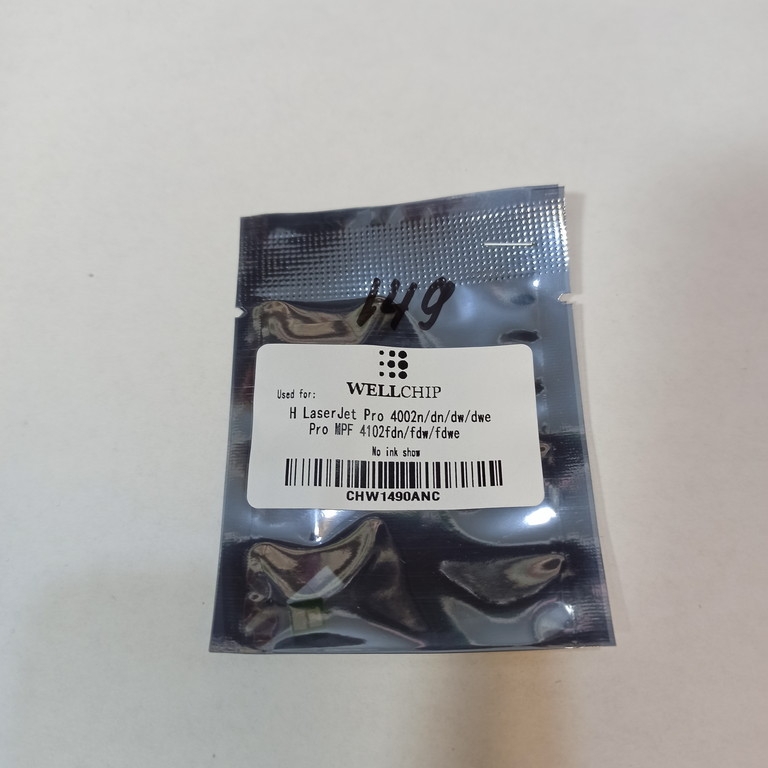 149
WELLCHIP
Used for:
H LaserJet Pro 4002n/dn/dw/dwe
Pro MPF 4102fdn/fdw/fdwe
No ink show
CHW1490ANC